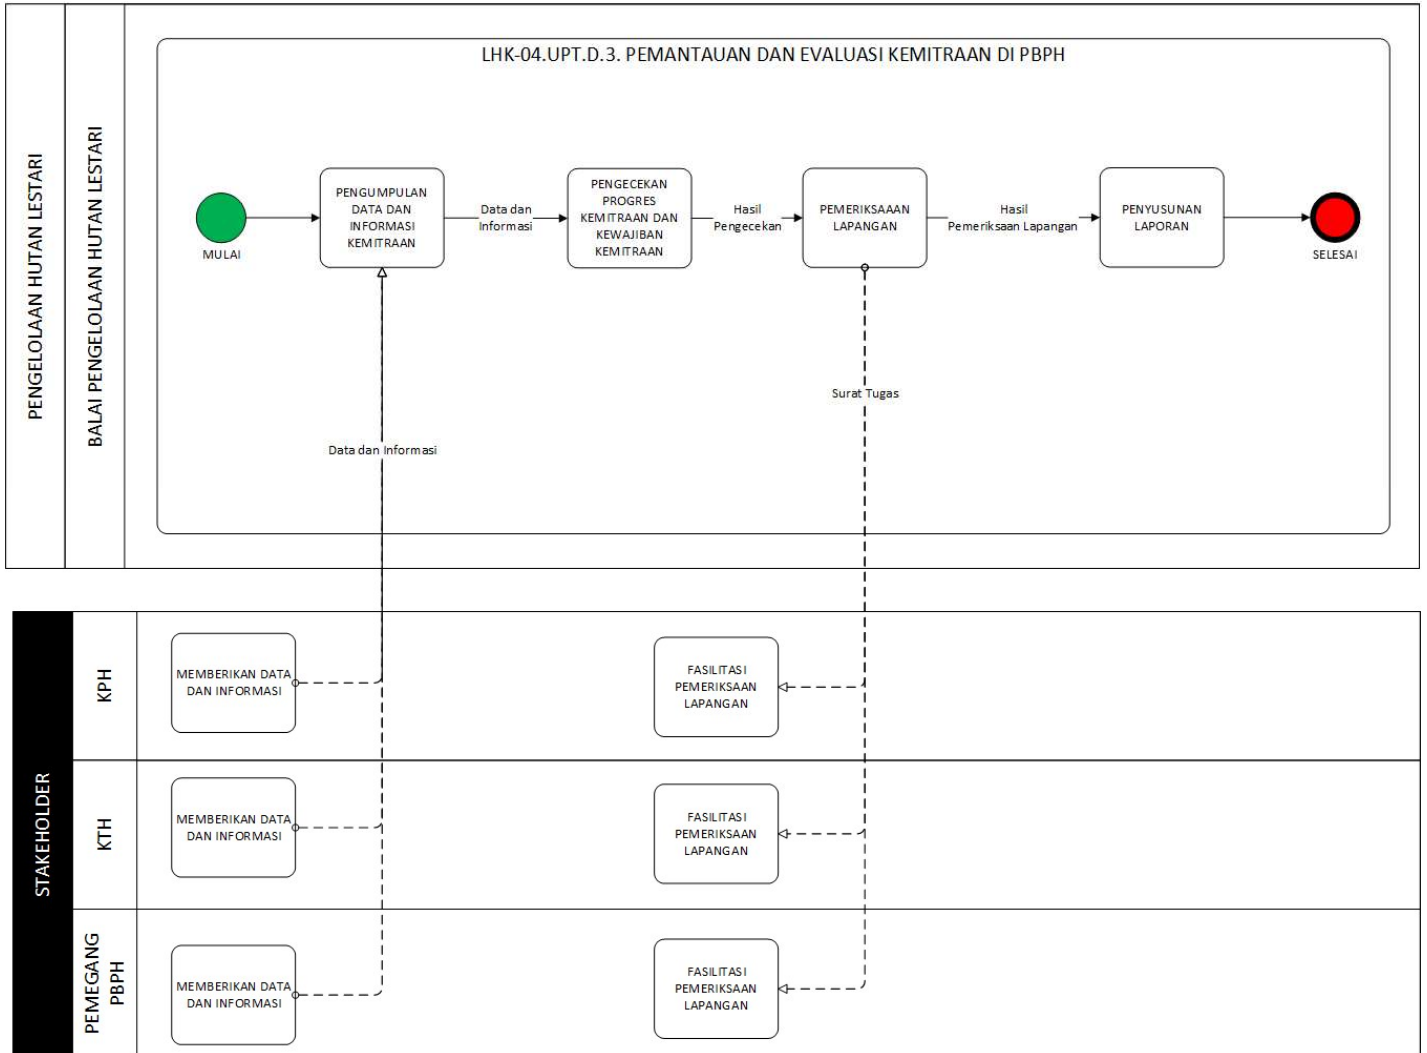 LHK-04.UPT.D.3. PEMANTAUAN DAN EVALUASI KEMITRAAN DI PBPH
PENGELOLAAN HUTAN LESTARI
BALAI PENGELOLAAN HUTAN LESTARI
MULAI
PENGUMPULAN
DATA DAN
INFORMASI
KEMITRAAN
Data dan
Informasi
PENGECEKAN
PROGRES
KEMITRAAN DAN
KEWAJIBAN
KEMITRAAN
Hasil
Pengecekan
PEMERIKSAAAN
LAPANGAN
Hasil
Pemeriksaan Lapangan
PENYUSUNAN
LAPORAN
SELESAI
Surat Tugas
Data dan Informasi
STAKEHOLDER
KPH
MEMBERIKAN DATA
DAN INFORMASI
FASILITASI
PEMERIKSAAN
LAPANGAN
KTH
MEMBERIKAN DATA
DAN INFORMASI
FASILITASI
PEMERIKSAAN
LAPANGAN
PEMEGANG
PBPH
MEMBERIKAN DATA
DAN INFORMASI
FASILITASI
PEMERIKSAAN
LAPANGAN